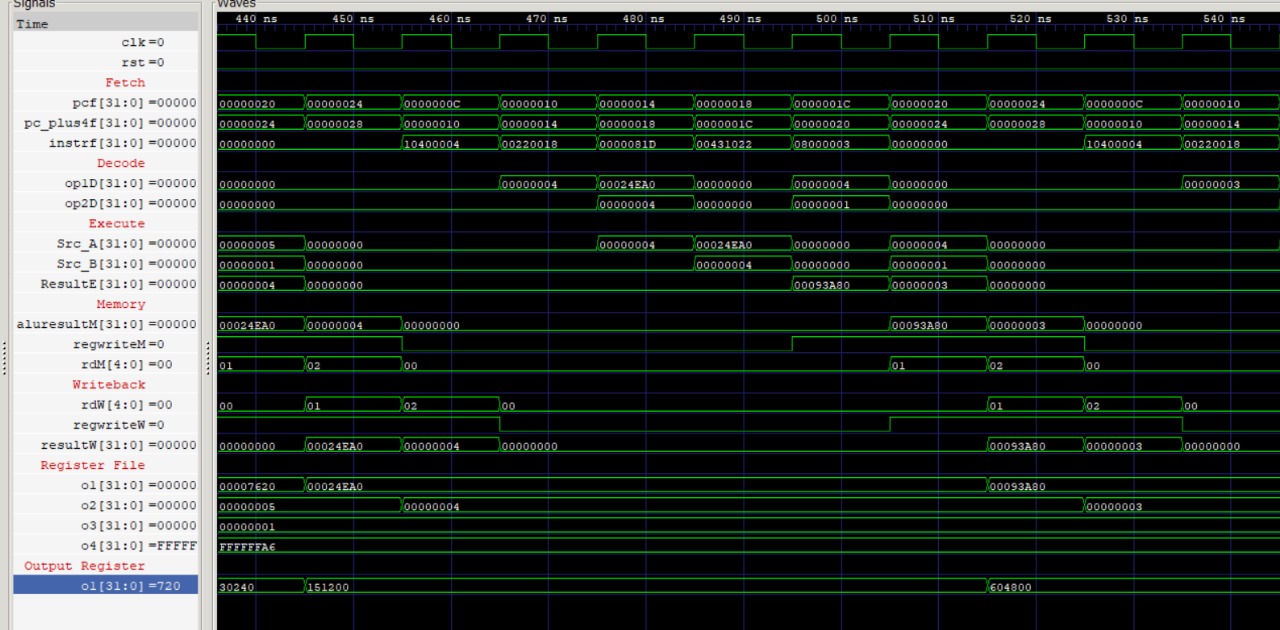 Signals
Waves
Time
440 ns 450 ns 460 ns 470 ns 480 ns 490 ns 500 ns 510 ns 520 ns 530 ns 540 ns
clk=0
rst=0
Fetch
pcf[31:0] =00000 00000020 00000024 0000000C 00000010 00000014 00000018 0000001C 00000020 00000024 0000000C 00000010
pc_plus4f[31:0] =00000 00000024 00000028 00000010 00000014 00000018 0000001C 00000020 00000024 00000028 00000010 00000014
instrf[31:0] =00000 00000000 10400004 00220018 0000081D 00431022 08000003 00000000 10400004 00220018
Decode
op1D[31:0] =00000 00000000 00000004 00024EA0 00000000 00000004 00000000 00000003
op2D[31:0] =00000 00000000 00000004 00000000 00000001 00000000
Execute
Src_A[31:0] =00000 00000005 00000000 00000004 00024EA0 00000000 00000004 00000000
Src_B[31:0] =00000 00000001 00000000 00000004 00000000 00000001 00000000
ResultE[31:0] =00000 00000004 00000000 00093A80 00000003 00000000
Memory
aluresultM[31:0] =00000 00024EA0 00000004 00000000 00093A80 00000003 00000000
regwriteM=0
rdM[4:0] =00 01 02 00 01 02 00
Writeback
rdW[4:0] =00 00 01 02 00 01 02 00
regwriteW=0
resultW[31:0] =00000 00000000 00024EA0 00000004 00000000 00093A80 00000003 00000000
Register File
o1[31:0] =00000 00007620 00024EA0 00093A80
o2[31:0] =00000 00000005 00000004 00000003
o3[31:0] =00000 00000001
o4[31:0] =FFFFF FFFFFFA6
Output Register
o1[31:0] =720 30240 151200 604800